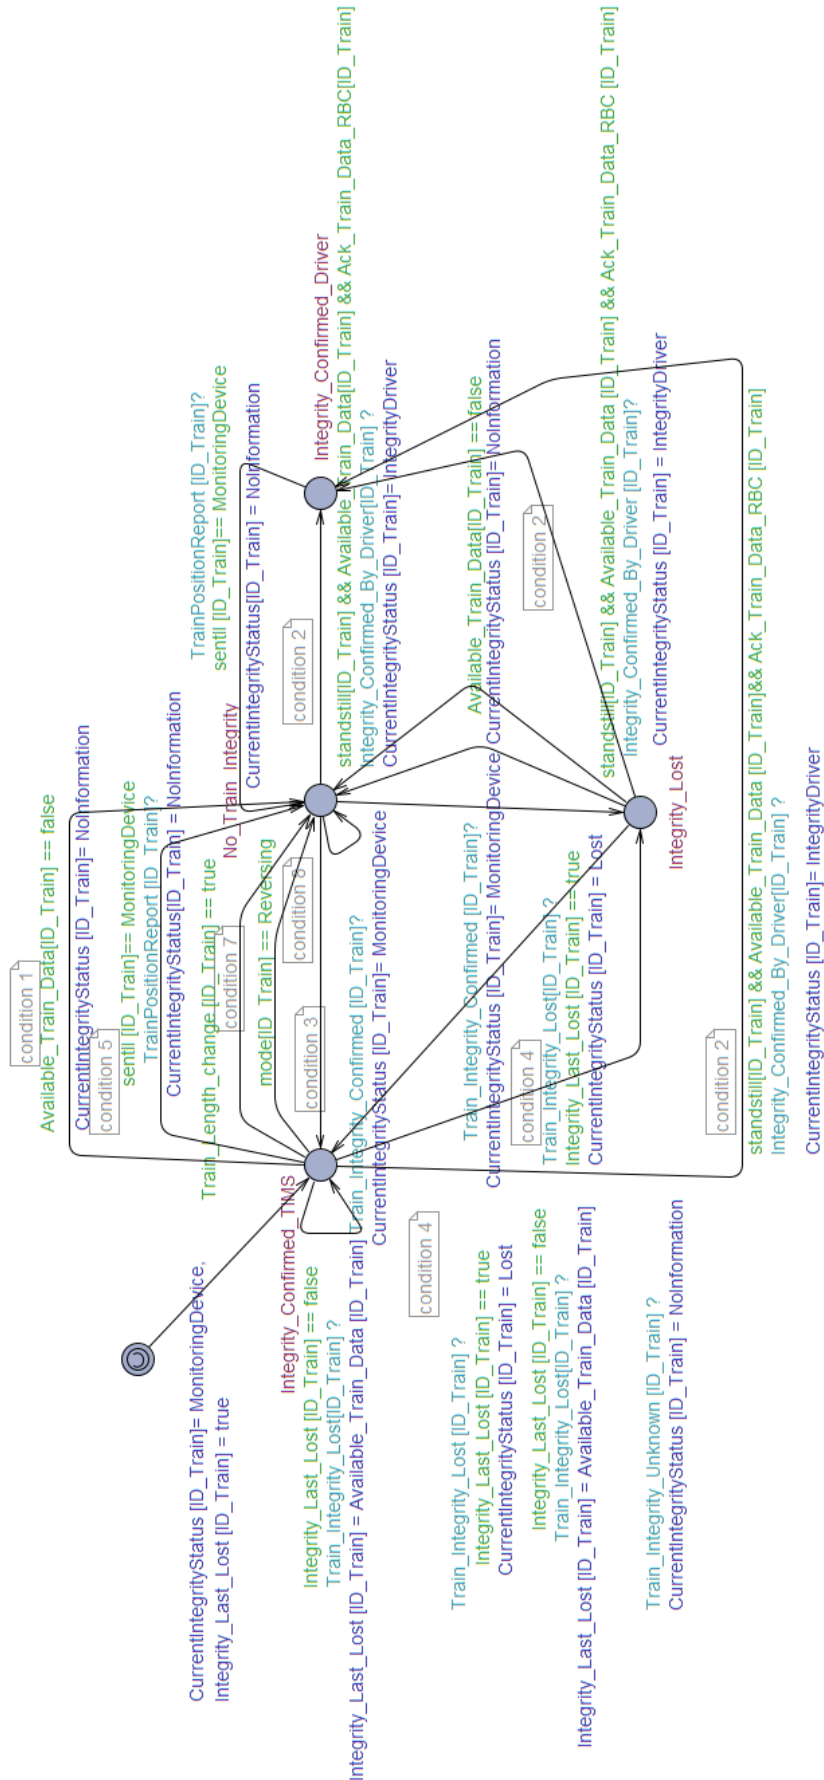 condition 1
Available_Train_Data[ID_Train] == false
CurrentIntegrityStatus [ID_Train]= NoInformation
condition 5
sentII [ID_Train]== MonitoringDevice
TrainPositionReport [ID_Train]?
CurrentIntegrityStatus[ID_Train] = NoInformation
CurrentIntegrityStatus [ID_Train]= MonitoringDevice,
Integrity_Last_Lost [ID_Train] = true
Train_Length_change [ID_Train] == true
condition 7
No_Train_Integrity
TrainPositionReport [ID_Train]?
sentII [ID_Train]== MonitoringDevice
CurrentIntegrityStatus[ID_Train] = NoInformation
mode[ID_Train] == Reversing
condition 8
condition 2
Integrity_Confirmed_TIMS
condition 3
Integrity_Confirmed_Driver
Integrity_Last_Lost [ID_Train] == false
Train_Integrity_Lost[ID_Train] ?
Integrity_Last_Lost [ID_Train] = Available_Train_Data [ID_Train]
Train_Integrity_Confirmed [ID_Train]?
CurrentIntegrityStatus [ID_Train]= MonitoringDevice
standstill[ID_Train] && Available_Train_Data[ID_Train] && Ack_Train_Data_RBC[ID_Train]
Integrity_Confirmed_By_Driver[ID_Train] ?
CurrentIntegrityStatus [ID_Train]= IntegrityDriver
condition 4
Train_Integrity_Lost [ID_Train] ?
Integrity_Last_Lost [ID_Train] == true
CurrentIntegrityStatus [ID_Train] = Lost
Train_Integrity_Confirmed [ID_Train]?
CurrentIntegrityStatus [ID_Train]= MonitoringDevice
Available_Train_Data[ID_Train] == false
CurrentIntegrityStatus [ID_Train]= NoInformation
condition 4
condition 2
Integrity_Last_Lost [ID_Train] == false
Train_Integrity_Lost[ID_Train] ?
Integrity_Last_Lost [ID_Train] = Available_Train_Data [ID_Train]
Train_Integrity_Lost[ID_Train] ?
Integrity_Last_Lost [ID_Train] == true
CurrentIntegrityStatus [ID_Train] = Lost
standstill[ID_Train] && Available_Train_Data [ID_Train] && Ack_Train_Data_RBC [ID_Train]
Integrity_Confirmed_By_Driver [ID_Train]?
CurrentIntegrityStatus [ID_Train] = IntegrityDriver
Train_Integrity_Unknown [ID_Train] ?
CurrentIntegrityStatus [ID_Train] = NoInformation
Integrity_Lost
condition 2
standstill[ID_Train] && Available_Train_Data [ID_Train]&& Ack_Train_Data_RBC [ID_Train]
Integrity_Confirmed_By_Driver[ID_Train] ?
CurrentIntegrityStatus [ID_Train]= IntegrityDriver